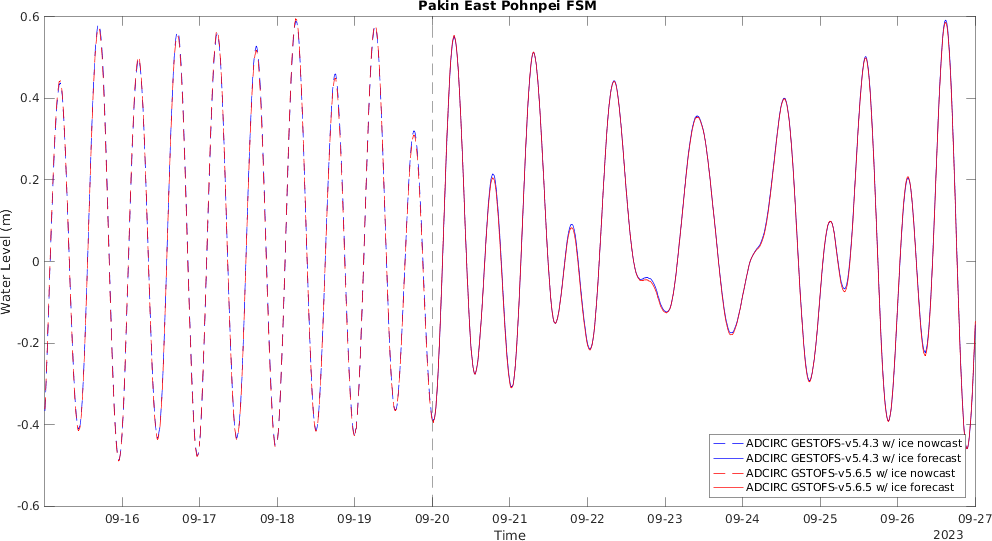 Pakin East Pohnpei FSM
Water Level (m)
0.6
0.4
0.2
0
-0.2
-0.4
-0.6
ADCIRC GESTOFS-v5.4.3 w/ ice nowcast
ADCIRC GESTOFS-v5.4.3 w/ ice forecast
ADCIRC GSTOFS-v5.6.5 w/ ice nowcast
ADCIRC GSTOFS-v5.6.5 w/ ice forecast
09-16 09-17 09-18 09-19 09-20 09-21 09-22 09-23 09-24 09-25 09-26 09-27
Time
2023